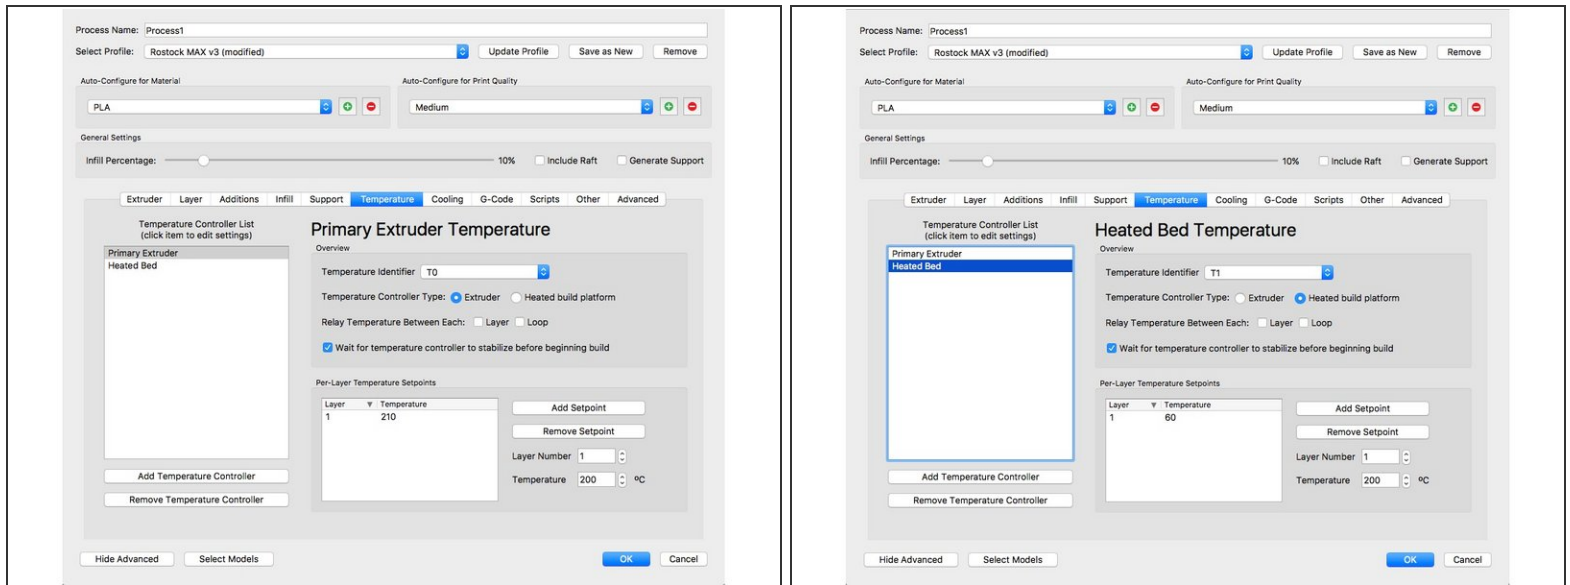 Process Name: Process1
Select Profile: Rostock MAX v3 (modified) Update Profile Save as New Remove
Auto-Configure for Material Auto-Configure for Print Quality
PLA Medium
General Settings
Infill Percentage: 10% Include Raft Generate Support
Extruder Layer Additions Infill Support Temperature Cooling G-Code Scripts Other Advanced
Temperature Controller List
(click item to edit settings)
Primary Extruder
Heated Bed
Add Temperature Controller
Remove Temperature Controller
Primary Extruder Temperature
Overview
Temperature Identifier T0
Temperature Controller Type: Extruder Heated build platform
Relay Temperature Between Each: Layer Loop
Wait for temperature controller to stabilize before beginning build
Per-Layer Temperature Setpoints
Layer Temperature
1 210
Add Setpoint
Remove Setpoint
Layer Number 1
Temperature 200 ºC
Hide Advanced Select Models OK Cancel
Process Name: Process1
Select Profile: Rostock MAX v3 (modified) Update Profile Save as New Remove
Auto-Configure for Material Auto-Configure for Print Quality
PLA Medium
General Settings
Infill Percentage: 10% Include Raft Generate Support
Extruder Layer Additions Infill Support Temperature Cooling G-Code Scripts Other Advanced
Temperature Controller List
(click item to edit settings)
Primary Extruder
Heated Bed
Add Temperature Controller
Remove Temperature Controller
Heated Bed Temperature
Overview
Temperature Identifier T1
Temperature Controller Type: Extruder Heated build platform
Relay Temperature Between Each: Layer Loop
Wait for temperature controller to stabilize before beginning build
Per-Layer Temperature Setpoints
Layer Temperature
1 60
Add Setpoint
Remove Setpoint
Layer Number 1
Temperature 200 ºC
Hide Advanced Select Models OK Cancel